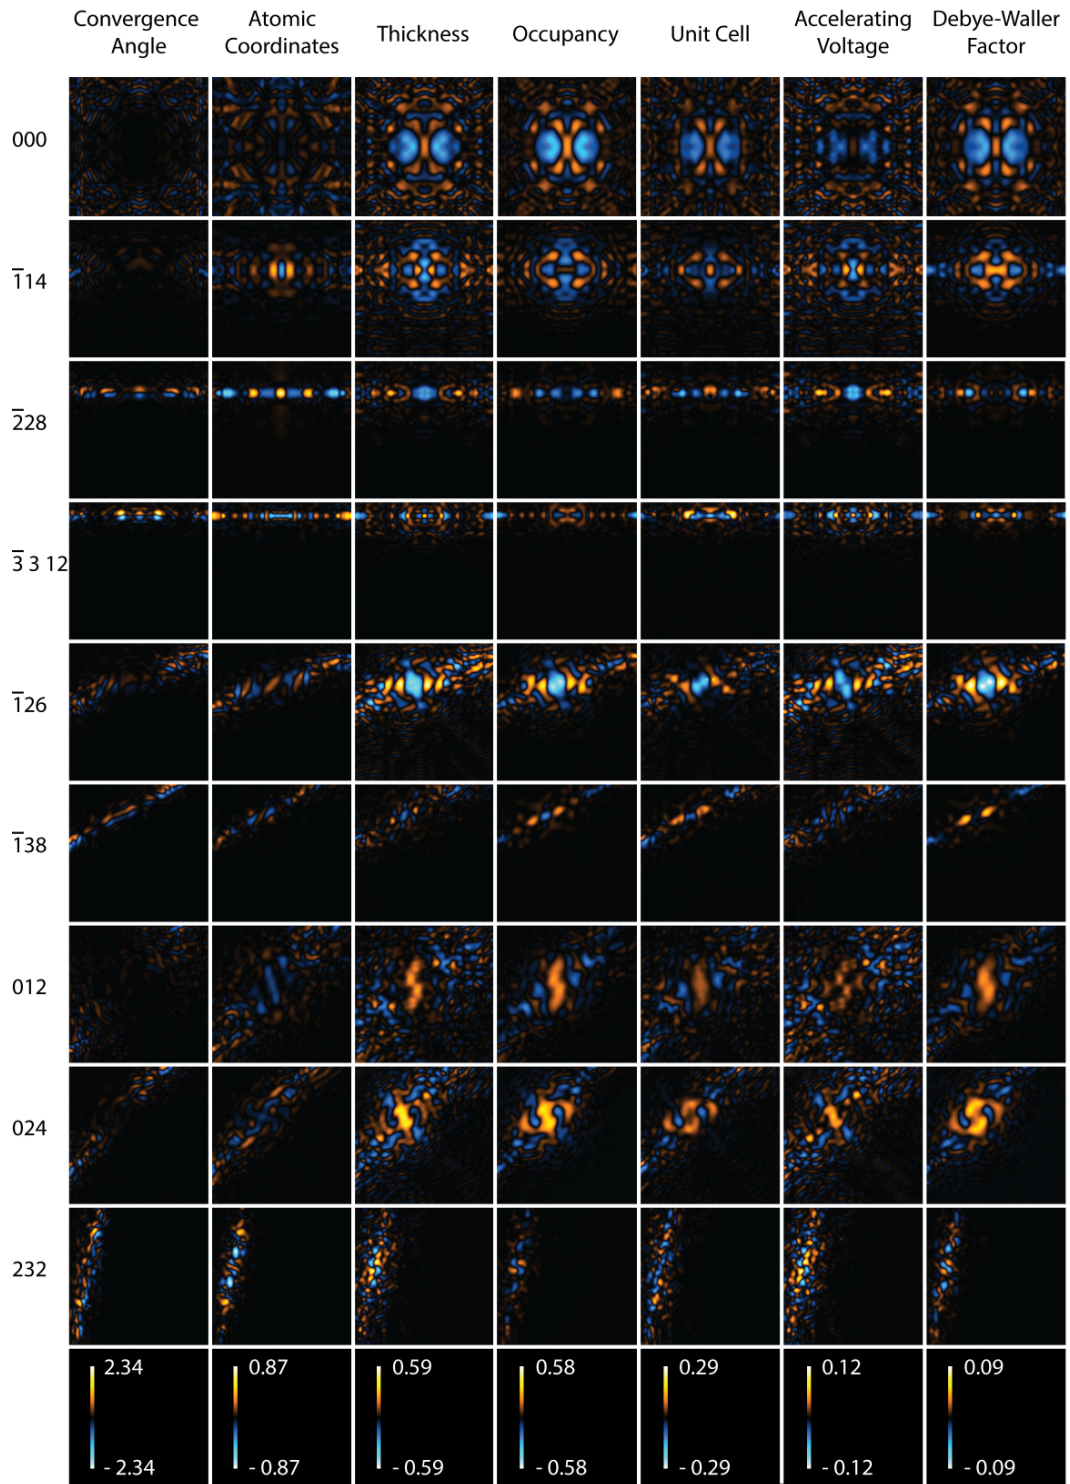 Convergence Angle
Atomic Coordinates
Thickness
Occupancy
Unit Cell
Accelerating Voltage
Debye-Waller Factor
000
1̅14
2̅28
3̅ 3 12
1̅26
1̅38
012
024
232
2.34 0.87 0.59 0.58 0.29 0.12 0.09
- 2.34 - 0.87 -0.59 -0.58 -0.29 -0.12 -0.09